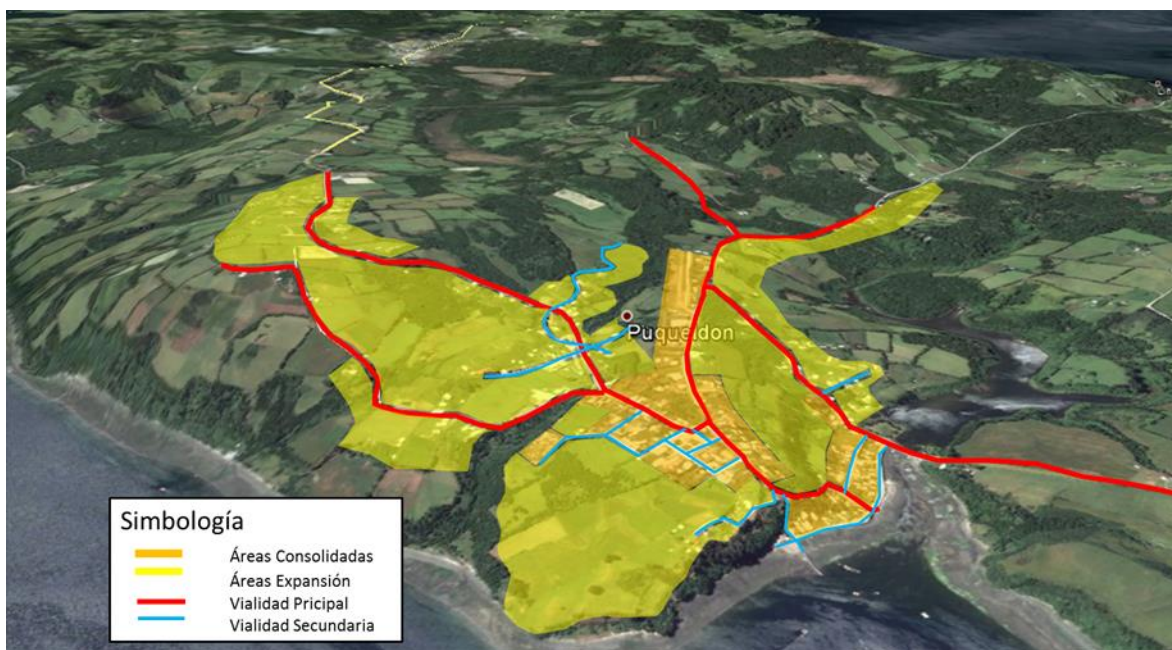 Puqueldon
Simbología
Áreas Consolidadas
Áreas Expansión
Vialidad Pricipal
Vialidad Secundaria